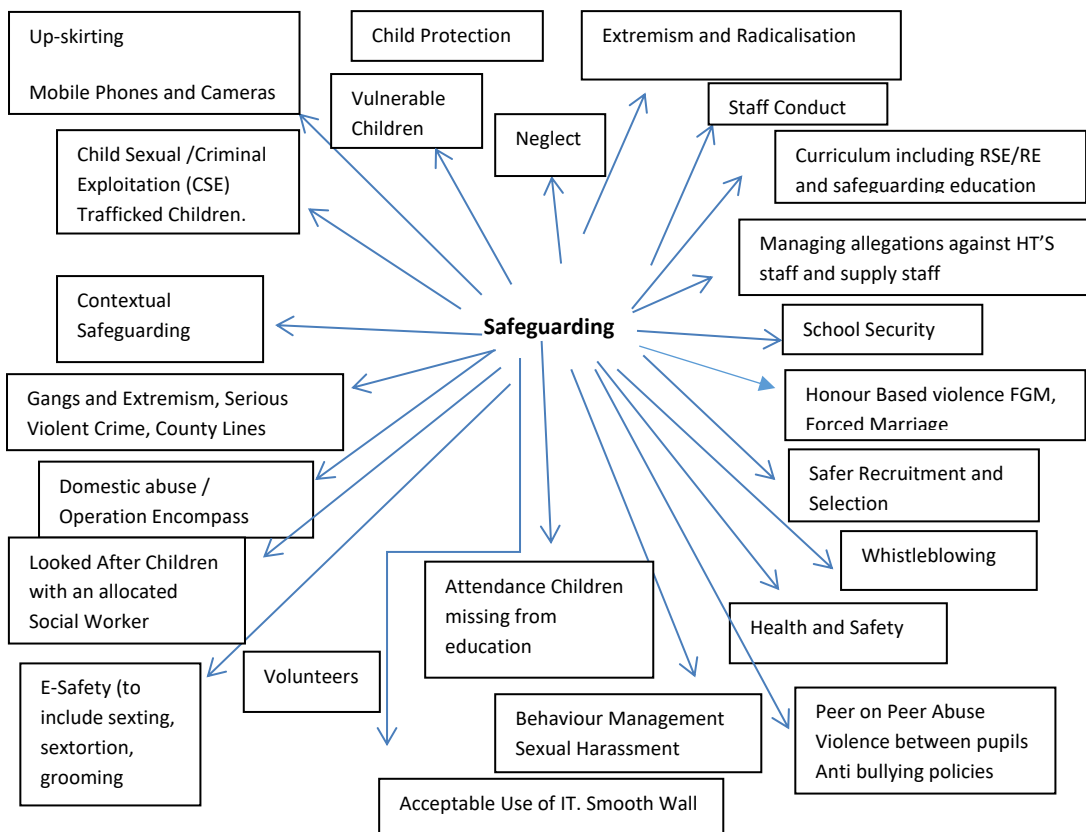 Up-skirting
Mobile Phones and Cameras
Child Protection
Extremism and Radicalisation
Vulnerable
Children
Neglect
Staff Conduct
Child Sexual /Criminal
Exploitation (CSE)
Trafficked Children.
Curriculum including RSE/RE
and safeguarding education
Managing allegations against HT’S
staff and supply staff
Contextual
Safeguarding
Safeguarding
School Security
Gangs and Extremism, Serious
Violent Crime, County Lines
Honour Based violence FGM,
Forced Marriage
Domestic abuse /
Operation Encompass
Safer Recruitment and
Selection
Looked After Children
with an allocated
Social Worker
Attendance Children
missing from
education
Whistleblowing
Health and Safety
E-Safety (to
include sexting,
sextortion,
grooming
Volunteers
Behaviour Management
Sexual Harassment
Peer on Peer Abuse
Violence between pupils
Anti bullying policies
Acceptable Use of IT. Smooth Wall